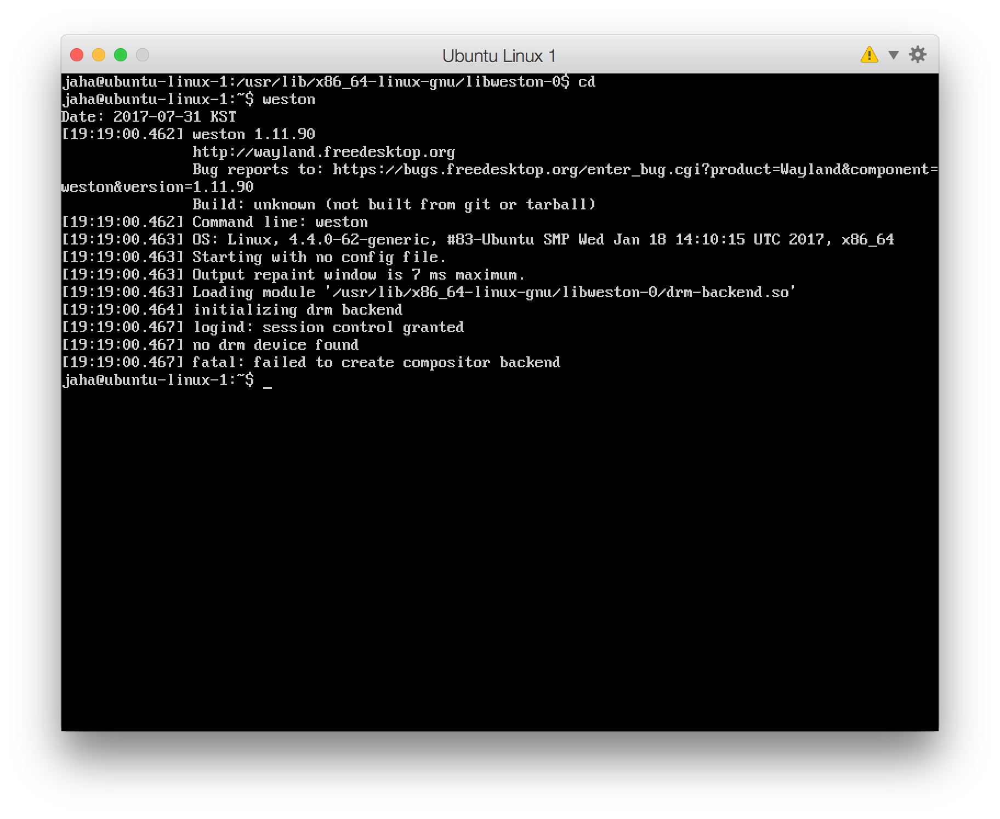 Ubuntu Linux 1
jaha@ubuntu-linux-1:/usr/lib/x86_64-linux-gnu/libweston-0$ cd
jaha@ubuntu-linux-1:~$ weston
Date: 2017-07-31 KST
[19:19:00.462] weston 1.11.90
http://wayland.freedesktop.org
Bug reports to: https://bugs.freedesktop.org/enter_bug.cgi?product=Wayland&component=
weston&version=1.11.90
Build: unknown (not built from git or tarball)
[19:19:00.462] Command line: weston
[19:19:00.463] OS: Linux, 4.4.0-62-generic, #83-Ubuntu SMP Wed Jan 18 14:10:15 UTC 2017, x86_64
[19:19:00.463] Starting with no config file.
[19:19:00.463] Output repaint window is 7 ms maximum.
[19:19:00.463] Loading module '/usr/lib/x86_64-linux-gnu/libweston-0/drm-backend.so'
[19:19:00.464] initializing drm backend
[19:19:00.467] logind: session control granted
[19:19:00.467] no drm device found
[19:19:00.467] fatal: failed to create compositor backend
jaha@ubuntu-linux-1:~$ _